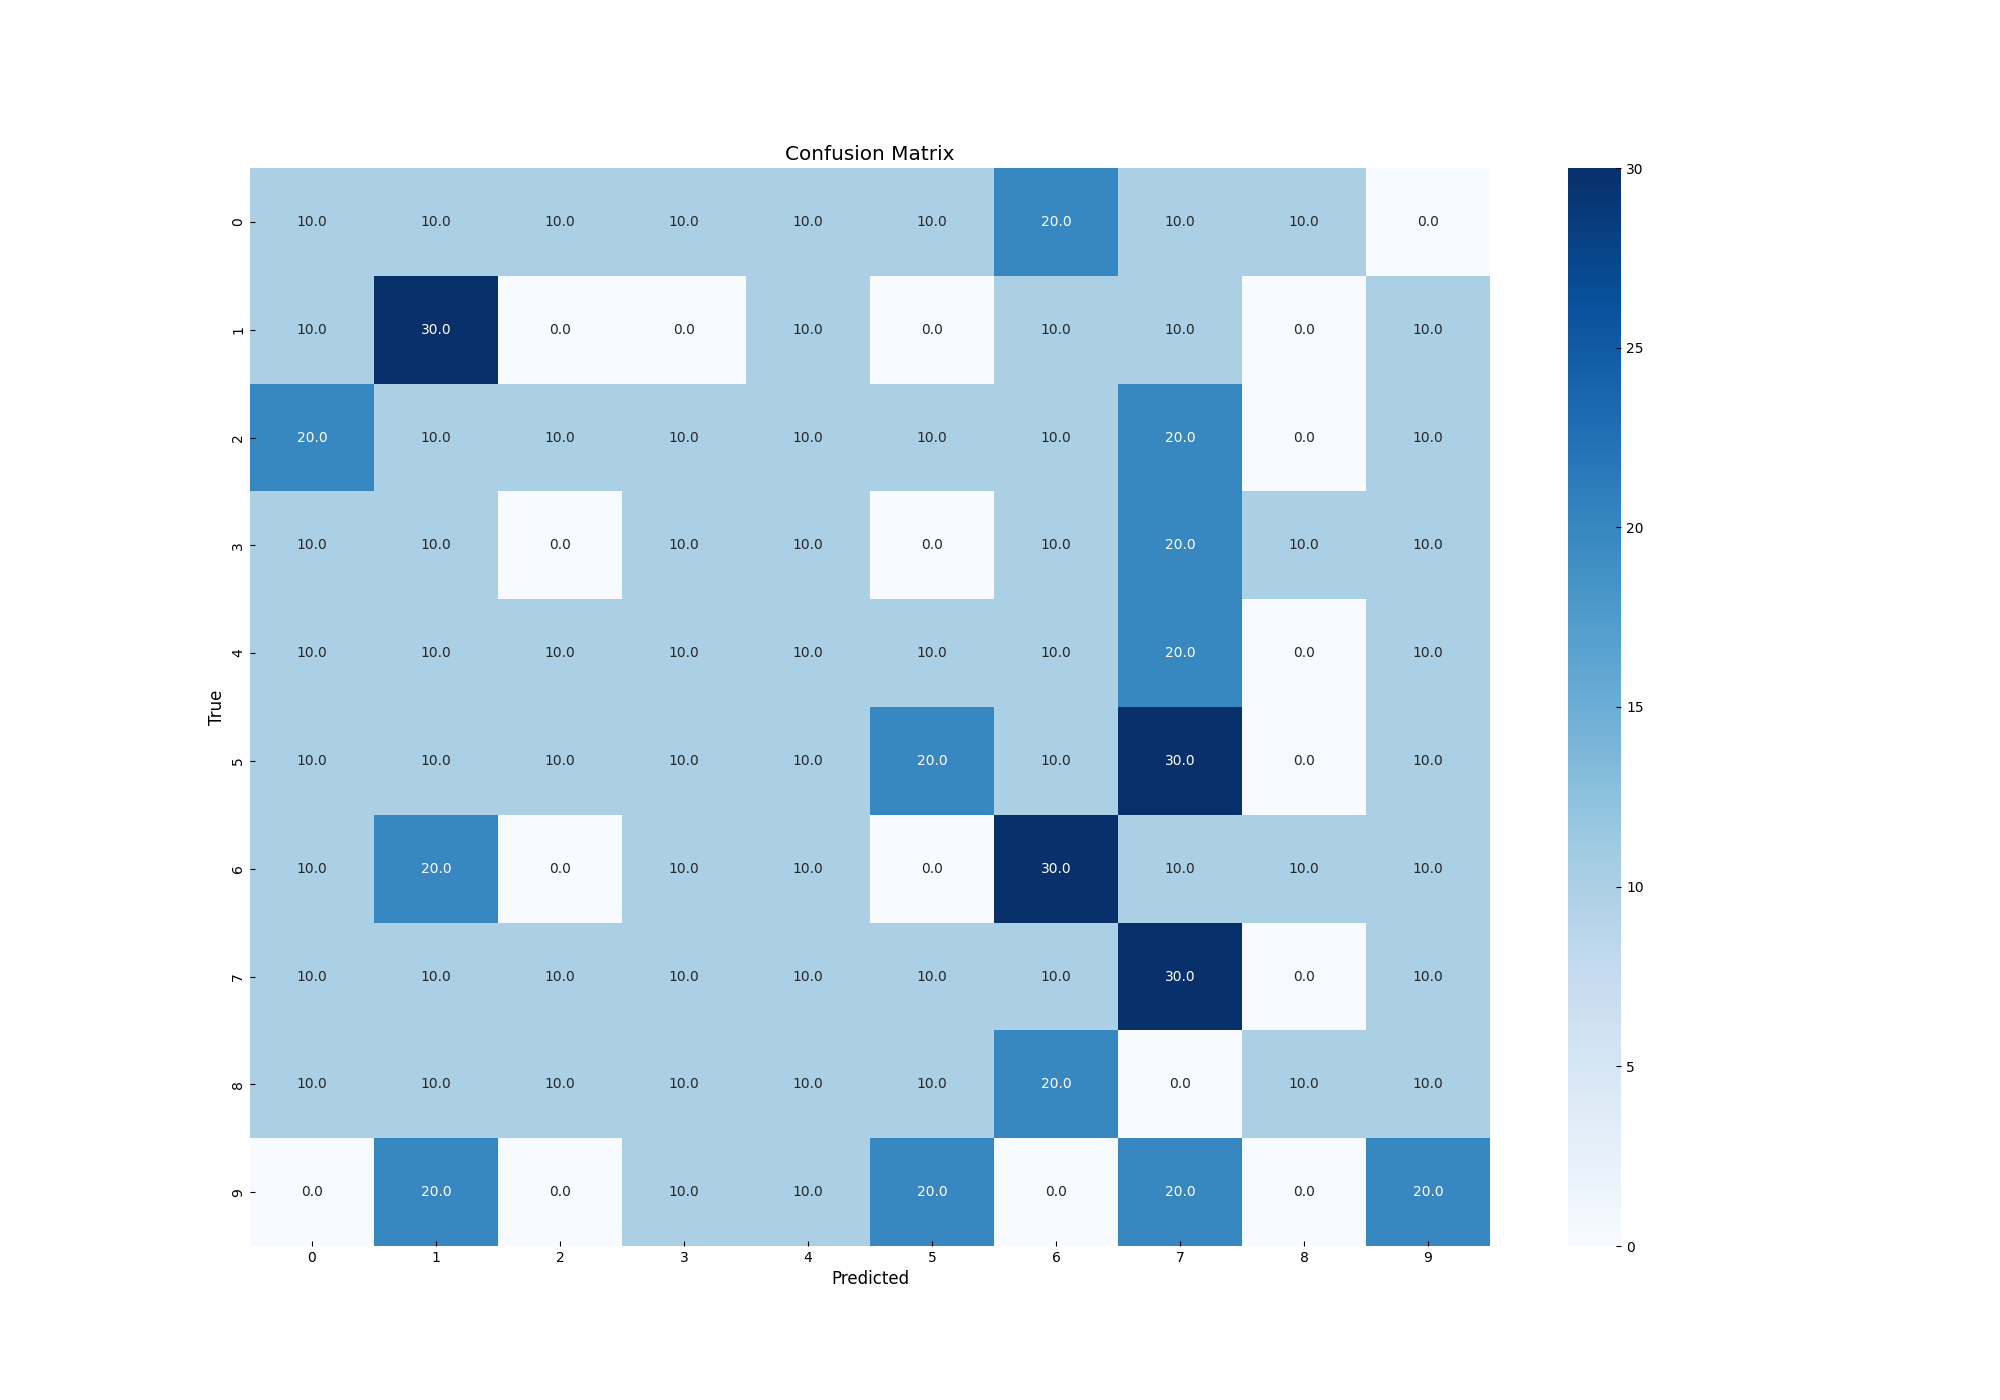 Confusion Matrix
0 10.0 10.0 10.0 10.0 10.0 10.0 20.0 10.0 10.0 0.0
1 10.0 30.0 0.0 0.0 10.0 0.0 10.0 10.0 0.0 10.0
2 20.0 10.0 10.0 10.0 10.0 10.0 10.0 20.0 0.0 10.0
3 10.0 10.0 0.0 10.0 10.0 0.0 10.0 20.0 10.0 10.0
4 10.0 10.0 10.0 10.0 10.0 10.0 10.0 20.0 0.0 10.0
5 10.0 10.0 10.0 10.0 10.0 20.0 10.0 30.0 0.0 10.0
6 10.0 20.0 0.0 10.0 10.0 0.0 30.0 10.0 10.0 10.0
7 10.0 10.0 10.0 10.0 10.0 10.0 10.0 30.0 0.0 10.0
8 10.0 10.0 10.0 10.0 10.0 10.0 20.0 0.0 10.0 10.0
9 0.0 20.0 0.0 10.0 10.0 20.0 0.0 20.0 0.0 20.0
0 1 2 3 4 5 6 7 8 9
Predicted
True
30
25
20
15
10
5
0